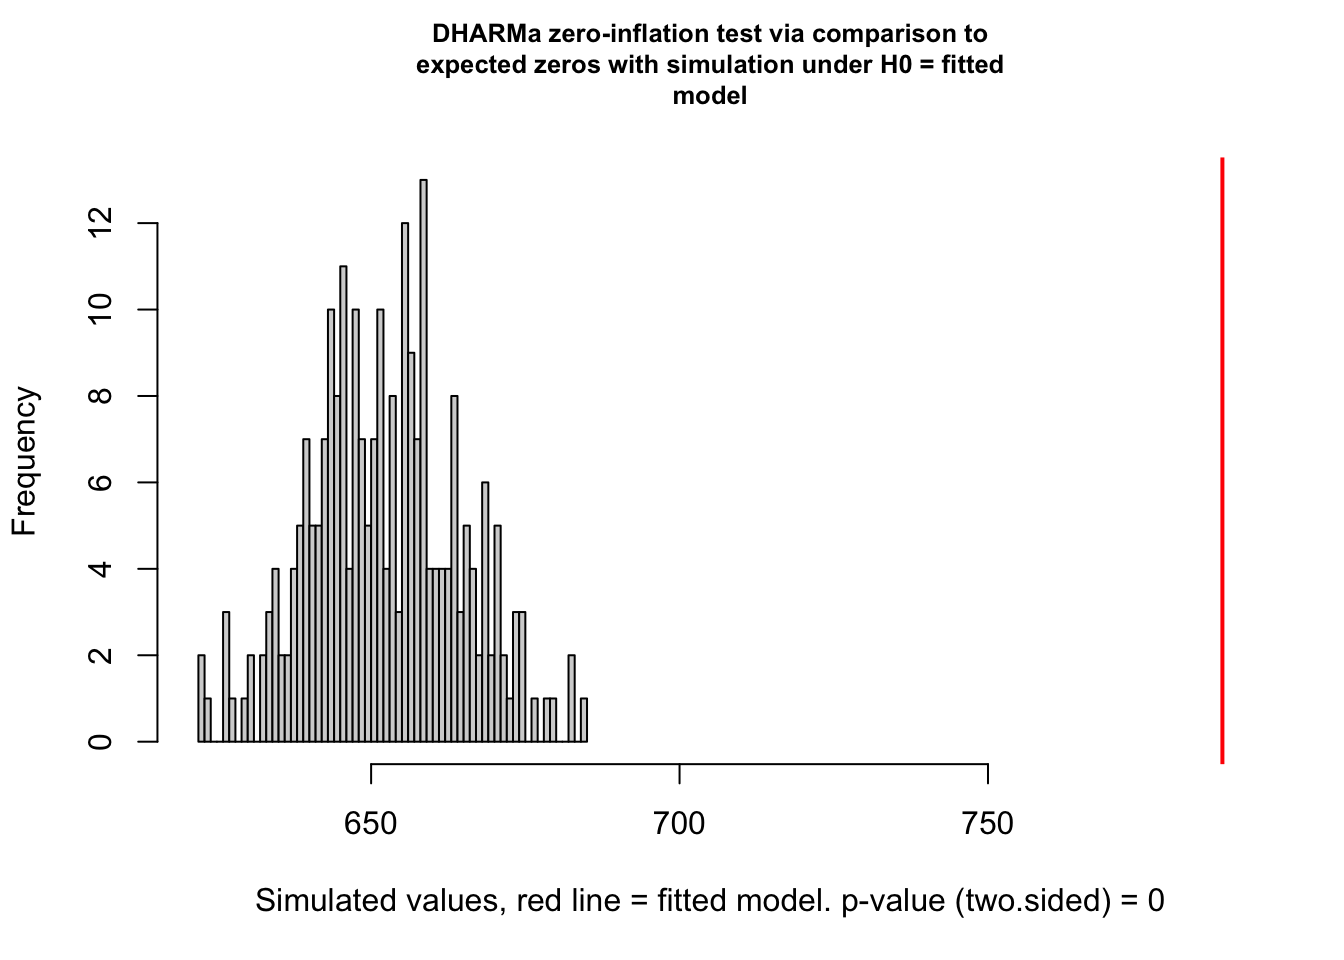 DHARMa zero-inflation test via comparison to
expected zeros with simulation under H0 = fitted
model
Frequency
12
10
8
6
4
2
0
650 700 750
Simulated values, red line = fitted model. p-value (two.sided) = 0